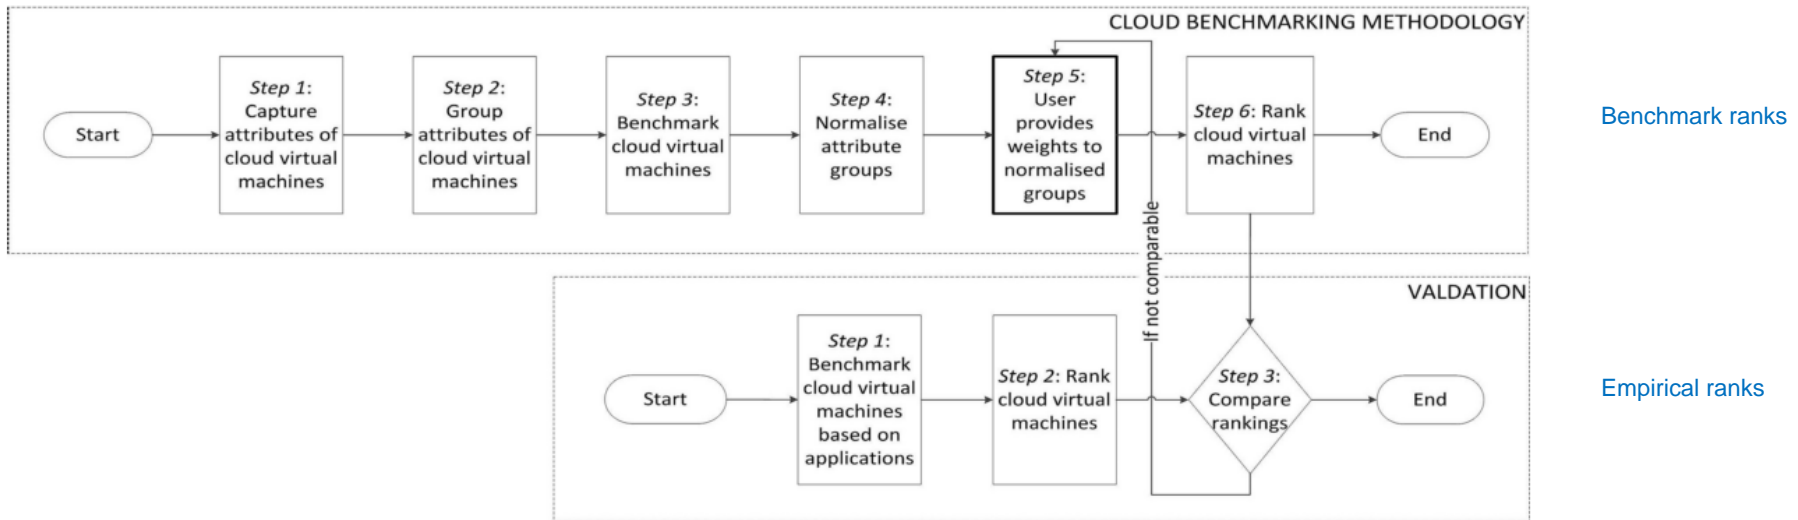 CLOUD BENCHMARKING METHODOLOGY
Start
Step 1:
Capture
attributes of
cloud virtual
machines
Step 2:
Group
attributes of
cloud virtual
machines
Step 3:
Benchmark
cloud virtual
machines
Step 4:
Normalise
attribute
groups
Step 5:
User
provides
weights to
normalised
groups
Step 6: Rank
cloud virtual
machines
End
Benchmark ranks
If not comparable
VALDATION
Start
Step 1:
Benchmark
cloud virtual
machines
based on
applications
Step 2: Rank
cloud virtual
machines
Step 3:
Compare
rankings
End
Empirical ranks